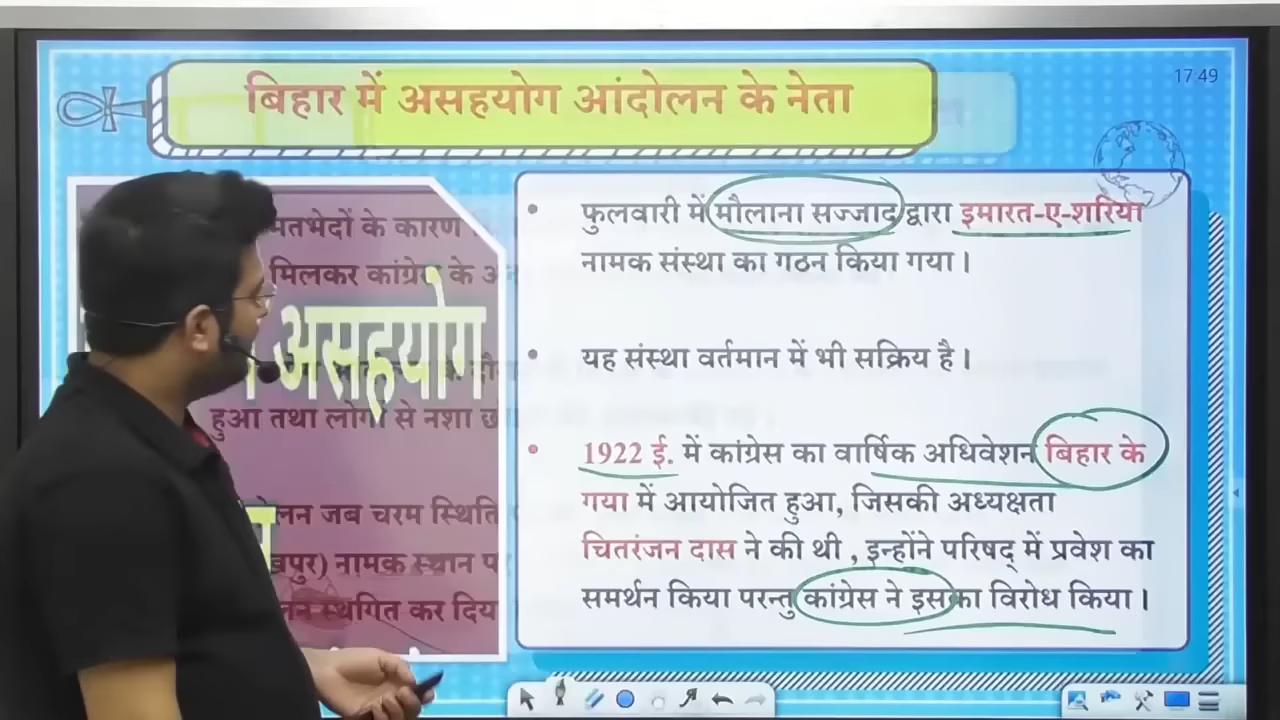 17:49
बिहार में असहयोग आंदोलन के नेता
मतभेदों के कारण
मिलकर कांग्रेस के
असहयोग
हुआ तथा लोगों से नशा
जब चरम स्थिति
नामक स्थान
स्थगित कर
• फुलवारी में मौलाना सज्जाद द्वारा इमारत-ए-शरिया
नामक संस्था का गठन किया गया।
• यह संस्था वर्तमान में भी सक्रिय है।
• 1922 ई. में कांग्रेस का वार्षिक अधिवेशन बिहार के
गया में आयोजित हुआ, जिसकी अध्यक्षता
चितरंजन दास ने की थी , इन्होंने परिषद् में प्रवेश का
समर्थन किया परन्तु कांग्रेस ने इसका विरोध किया।